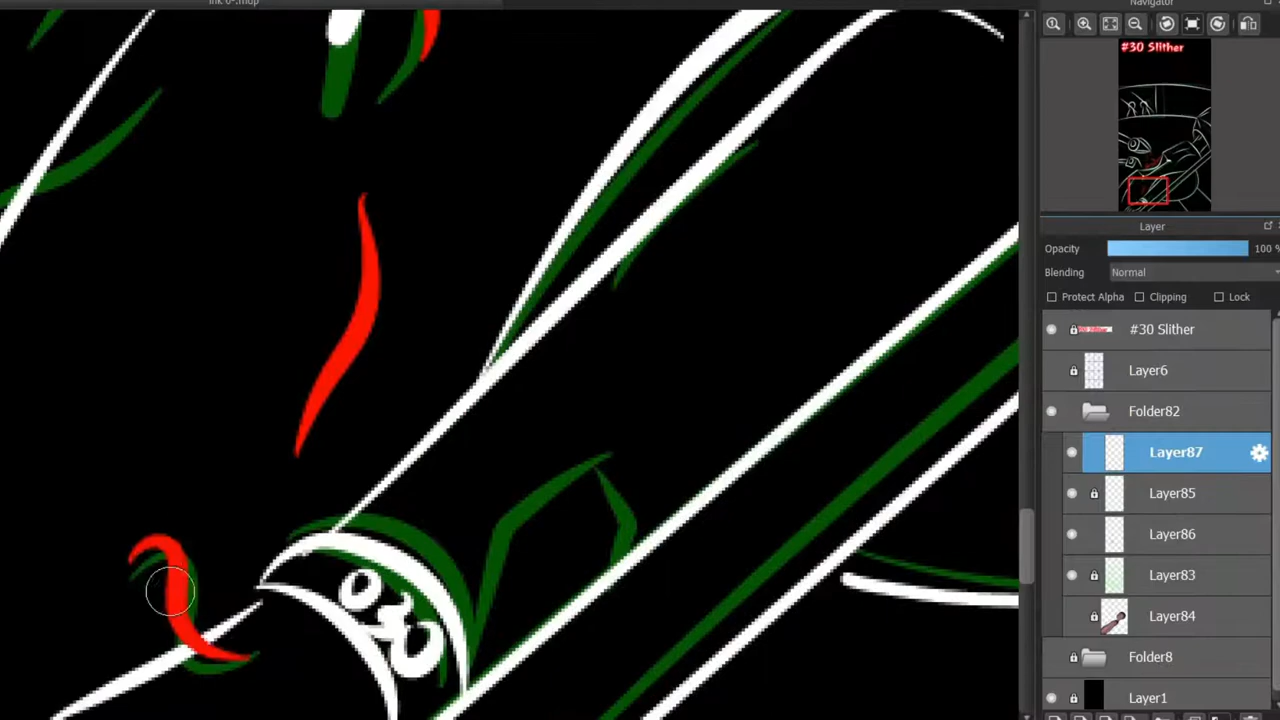 Navigator
#30 Slither
Layer
Opacity 100 %
Blending Normal
Protect Alpha Clipping Lock
#30 Slither
Layer6
Folder82
Layer87
Layer85
Layer86
Layer83
Layer84
Folder8
Layer1